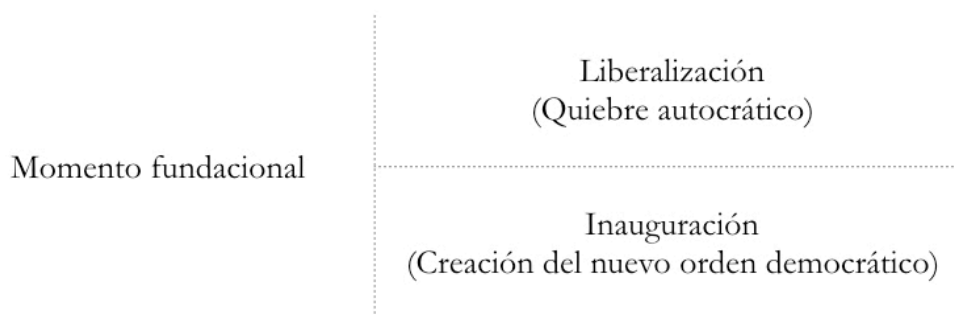 Liberalización
(Quiebre autocrático)
Momento fundacional
Inauguración
(Creación del nuevo orden democrático)